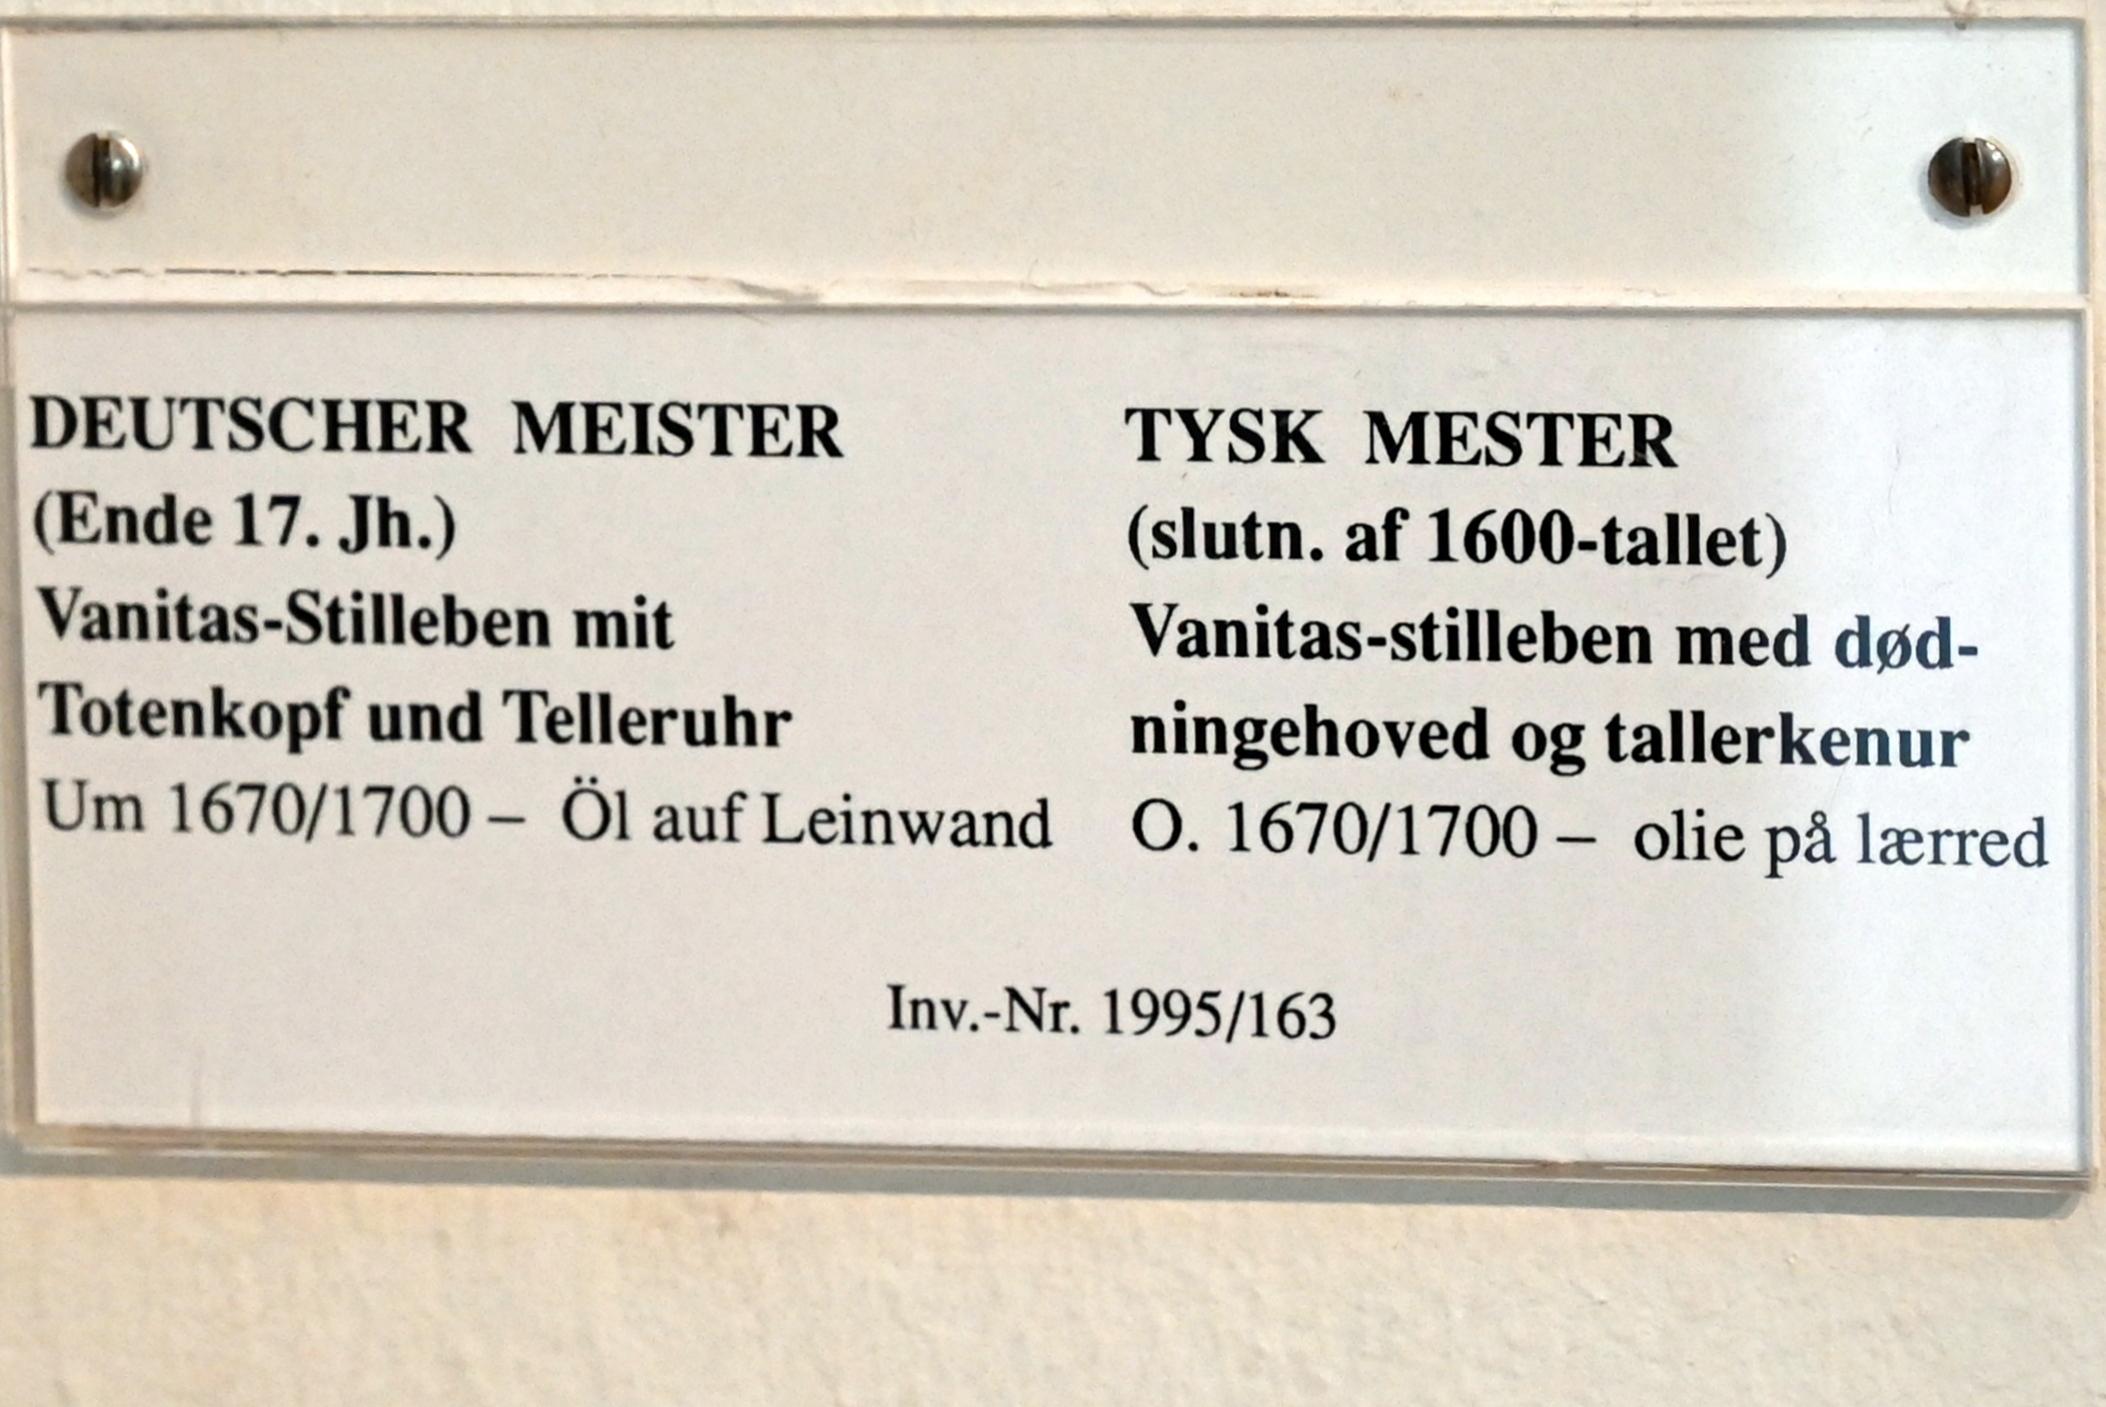 DEUTSCHER MEISTER
(Ende 17. Jh.)
Vanitas-Stilleben mit
Totenkopf und Telleruhr
Um 1670/1700 – Öl auf Leinwand
TYSK MESTER
(slutn. af 1600-tallet)
Vanitas-stilleben med død-
ningehoved og tallerkenur
O. 1670/1700 – olie på lærred
Inv.-Nr. 1995/163